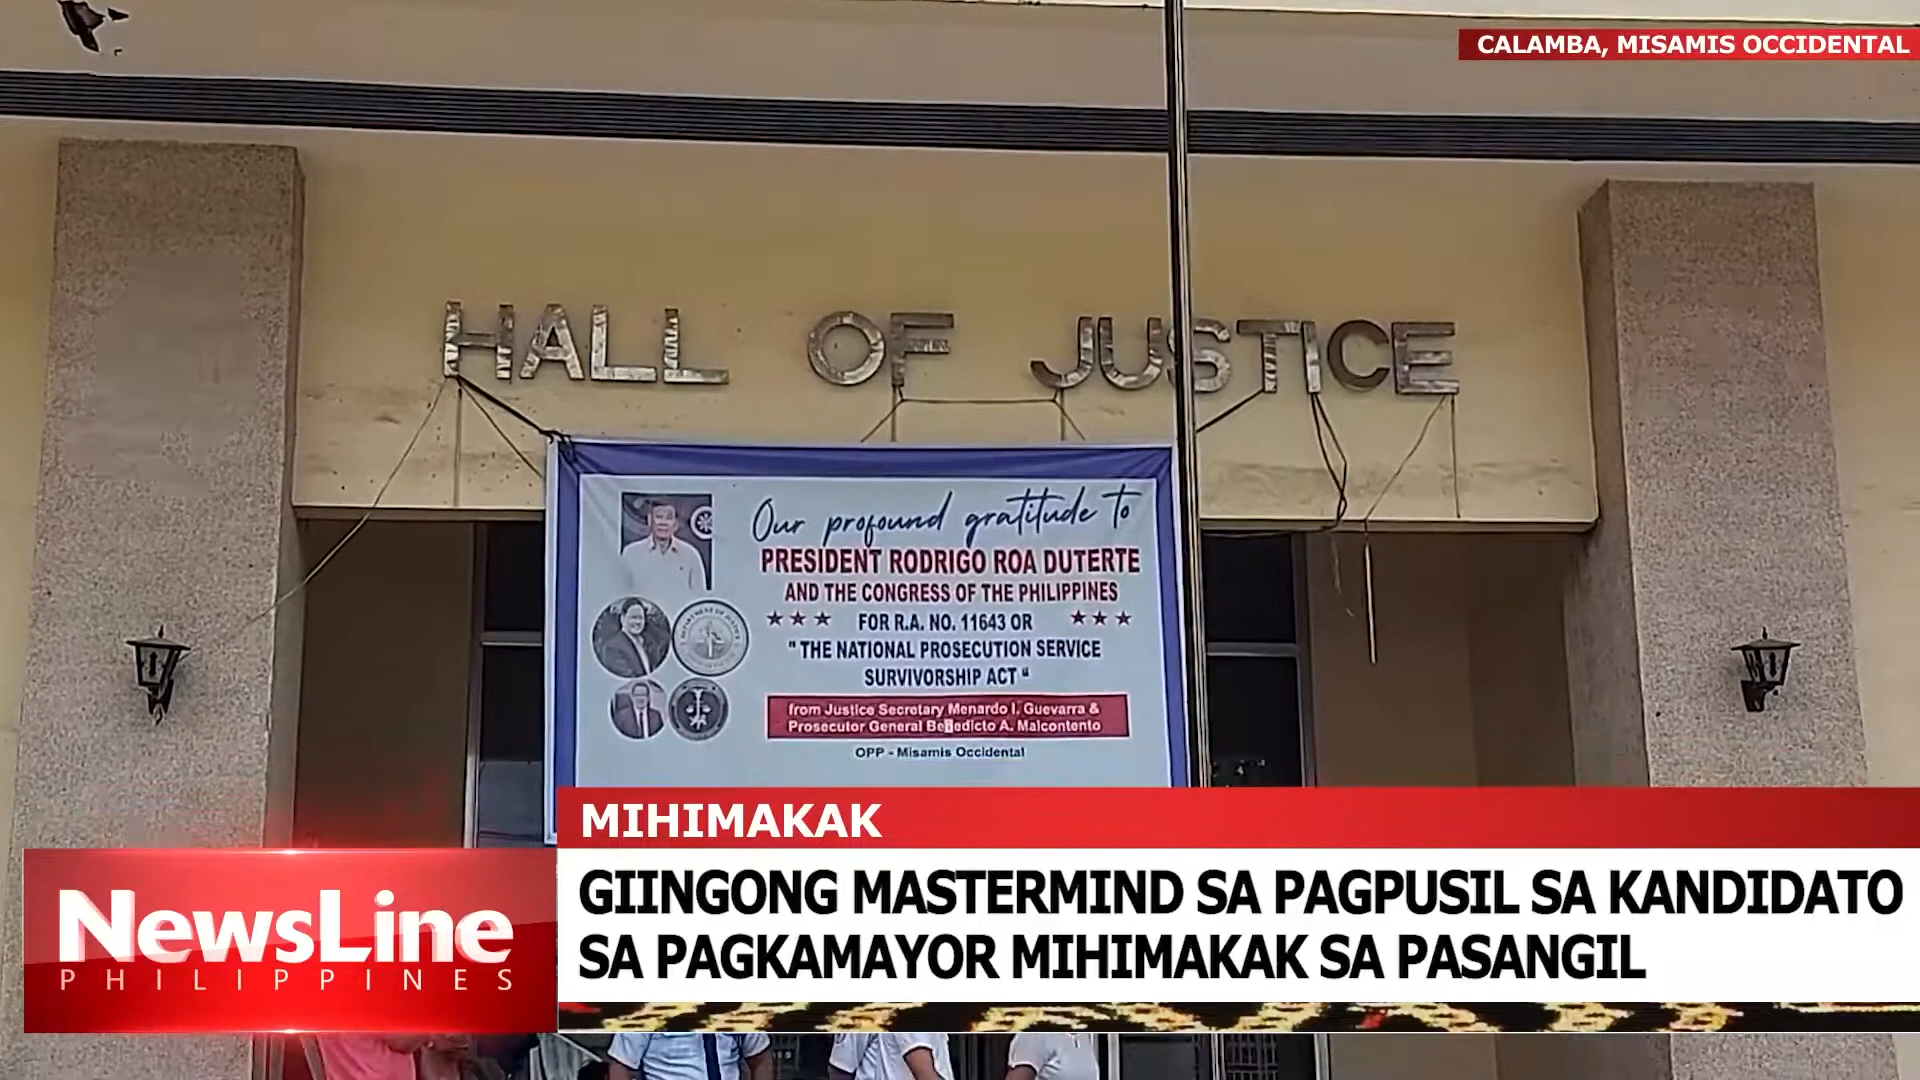 CALAMBA, MISAMIS OCCIDENTAL
HALL OF JUSTICE
Our profound gratitude to
PRESIDENT RODRIGO ROA DUTERTE
AND THE CONGRESS OF THE PHILIPPINES
FOR R.A. NO. 11643 OR
"THE NATIONAL PROSECUTION SERVICE
SURVIVORSHIP ACT"
from Justice Secretary Menardo I. Guevarra &
Prosecutor General Benedicto A. Malcontento
OPP - Misamis Occidental
MIHIMAKAK
GIINGONG MASTERMIND SA PAGPUSIL SA KANDIDATO
SA PAGKAMAYOR MIHIMAKAK SA PASANGIL
NewsLine
PHILIPPINES